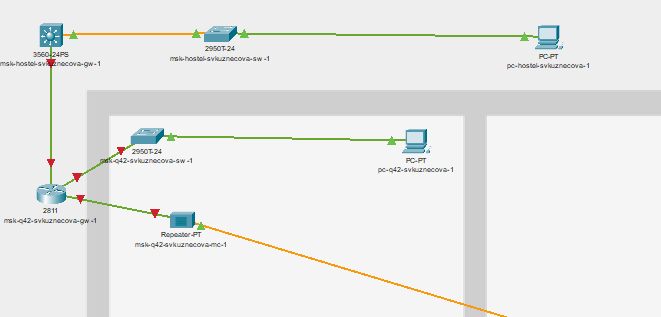 3560-24PS
msk-hostel-svkuznecova-gw-1
2950T-24
msk-hostel-svkuznecova-sw-1
PC-PT
pc-hostel-svkuznecova-1
2950T-24
msk-q42-svkuznecova-sw-1
PC-PT
pc-q42-svkuznecova-1
2811
msk-q42-svkuznecova-gw-1
Repeater-PT
msk-q42-svkuznecova-mc-1